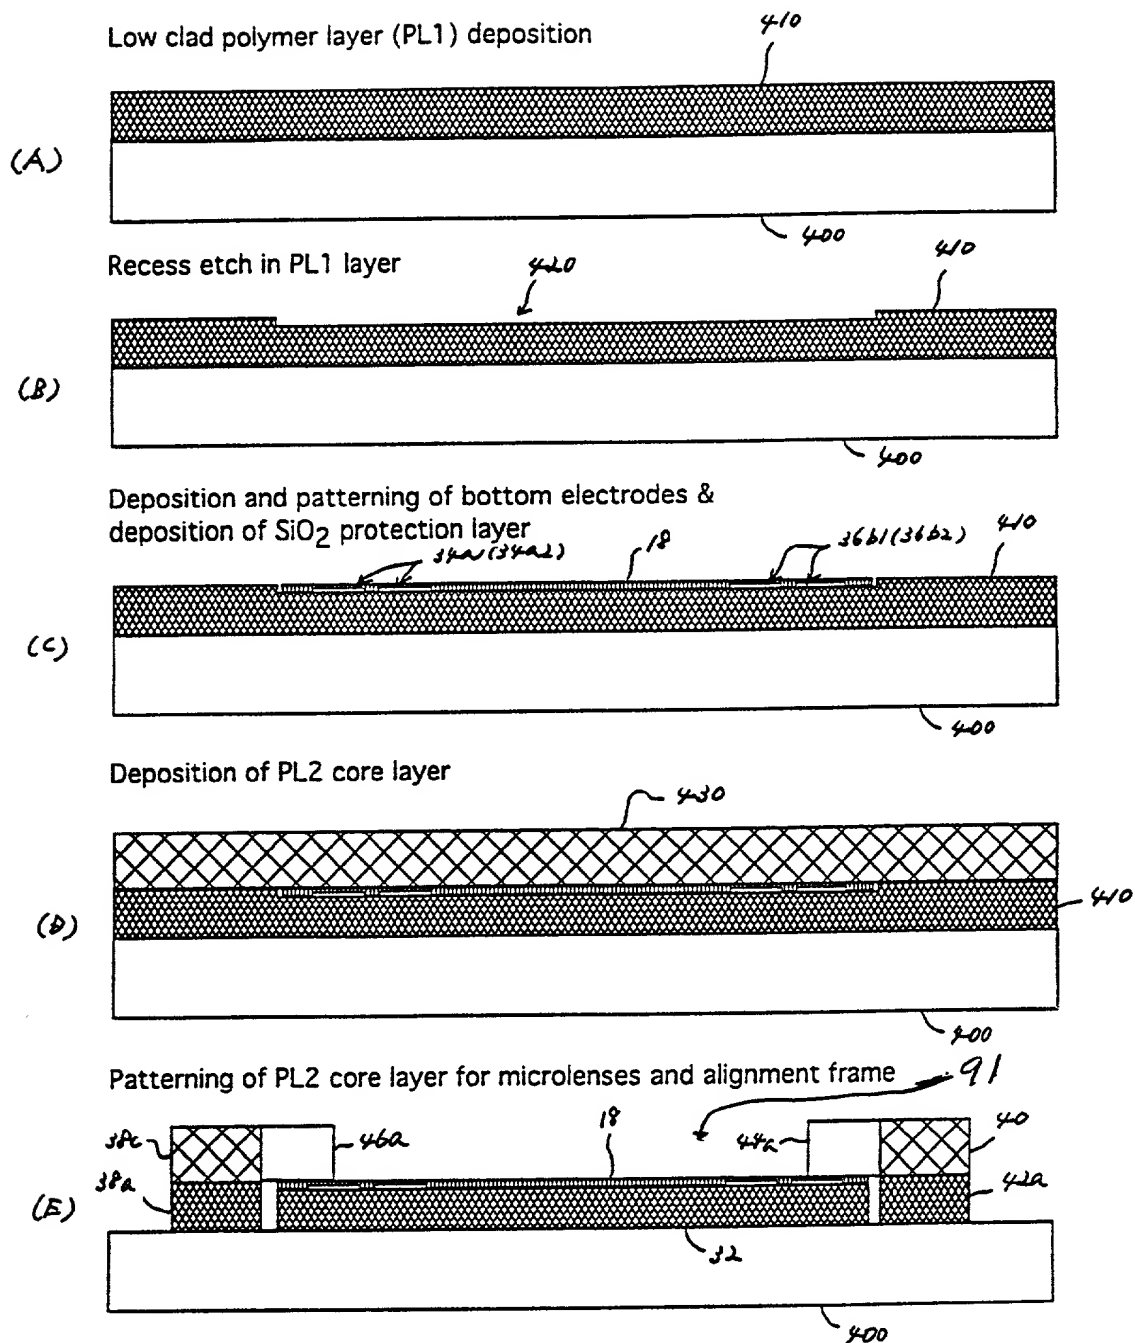 Low clad polymer layer (PL1) deposition
410
(A)
400
Recess etch in PL1 layer
420
410
(B)
400
Deposition and patterning of bottom electrodes &
deposition of SiO2 protection layer
34a1(34a2)
18
36b1(36b2)
410
(C)
400
Deposition of PL2 core layer
430
(D)
410
400
Patterning of PL2 core layer for microlenses and alignment frame
91
38c
46a
18
44a
40
38a
42a
(E)
32
400